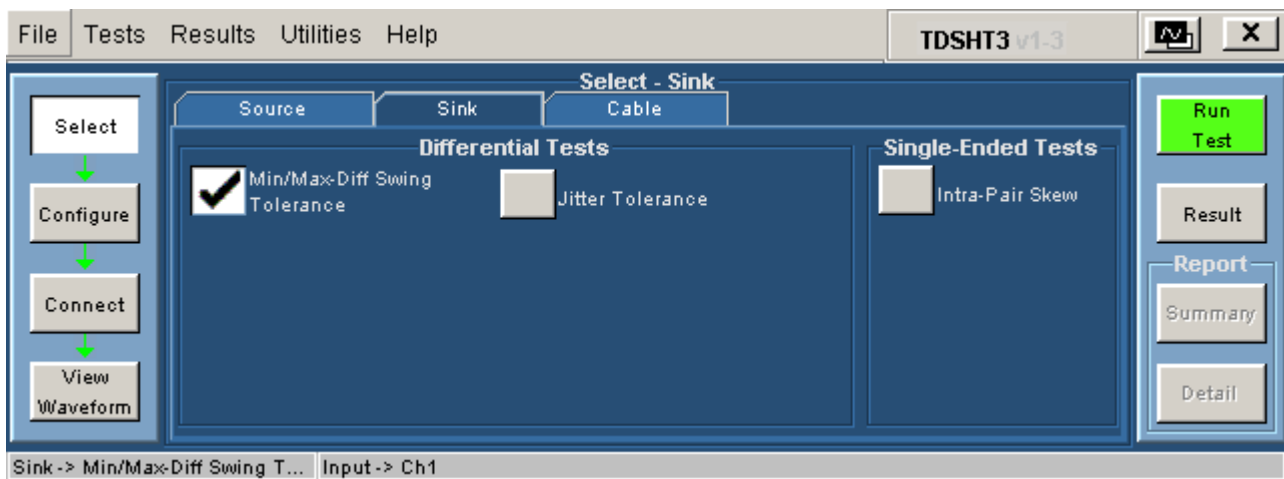 File Tests Results Utilities Help TDSHT3 v1-3
Select - Sink
Source Sink Cable
Select
Configure
Connect
View
Waveform
Differential Tests
Min/Max-Diff Swing
Tolerance
Jitter Tolerance
Single-Ended Tests
Intra-Pair Skew
Run
Test
Result
Report
Summary
Detail
Sink-> Min/Max-Diff Swing T... Input-> Ch1